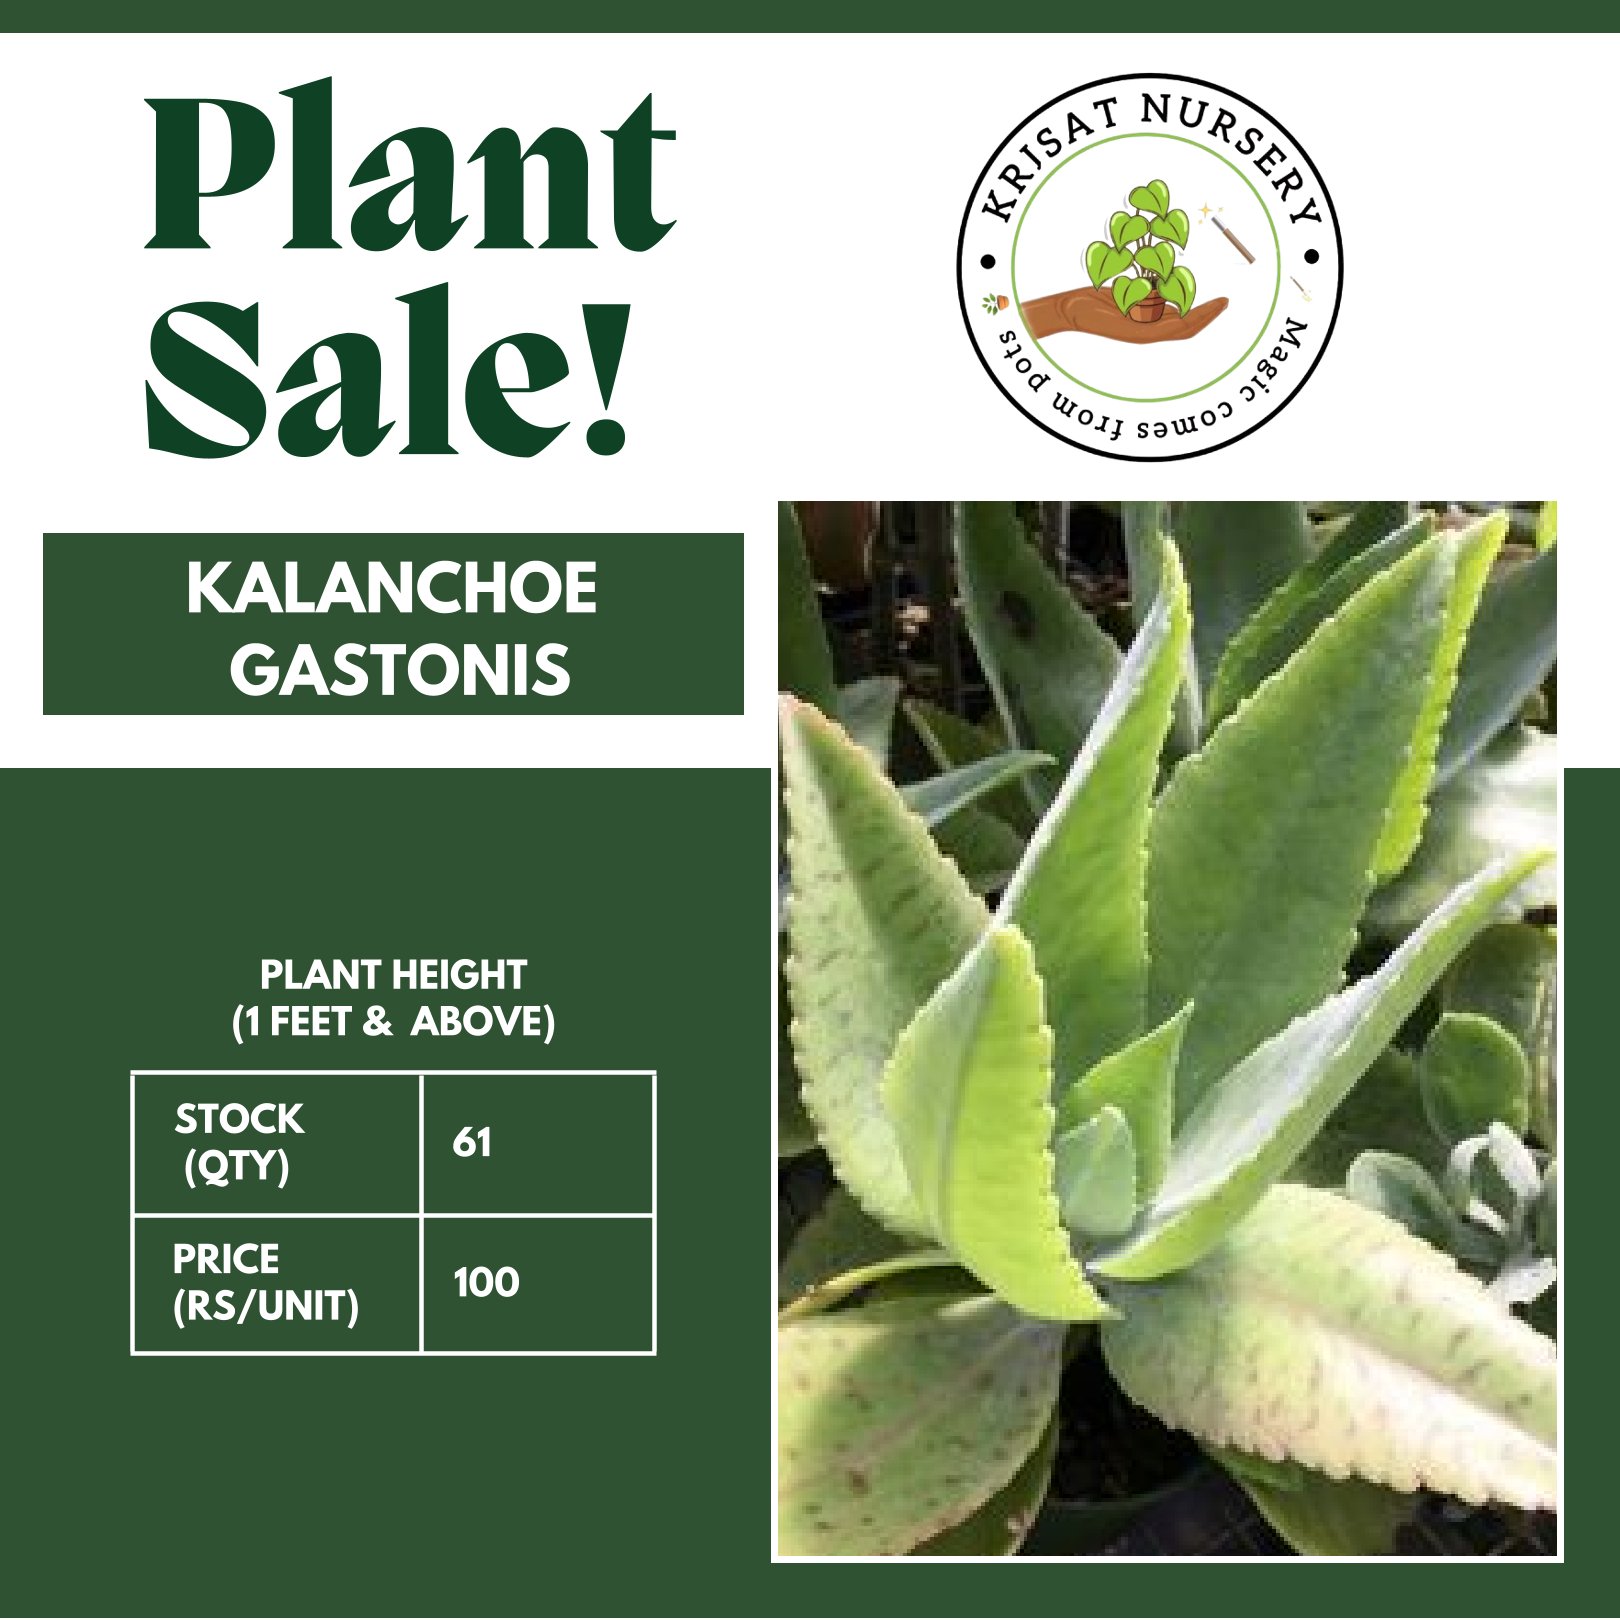 Plant
Sale!
KRISAT NURSERY
Magic comes from pots
KALANCHOE
GASTONIS
PLANT HEIGHT
(1 FEET & ABOVE)
STOCK
(QTY)
61
PRICE
(RS/UNIT)
100